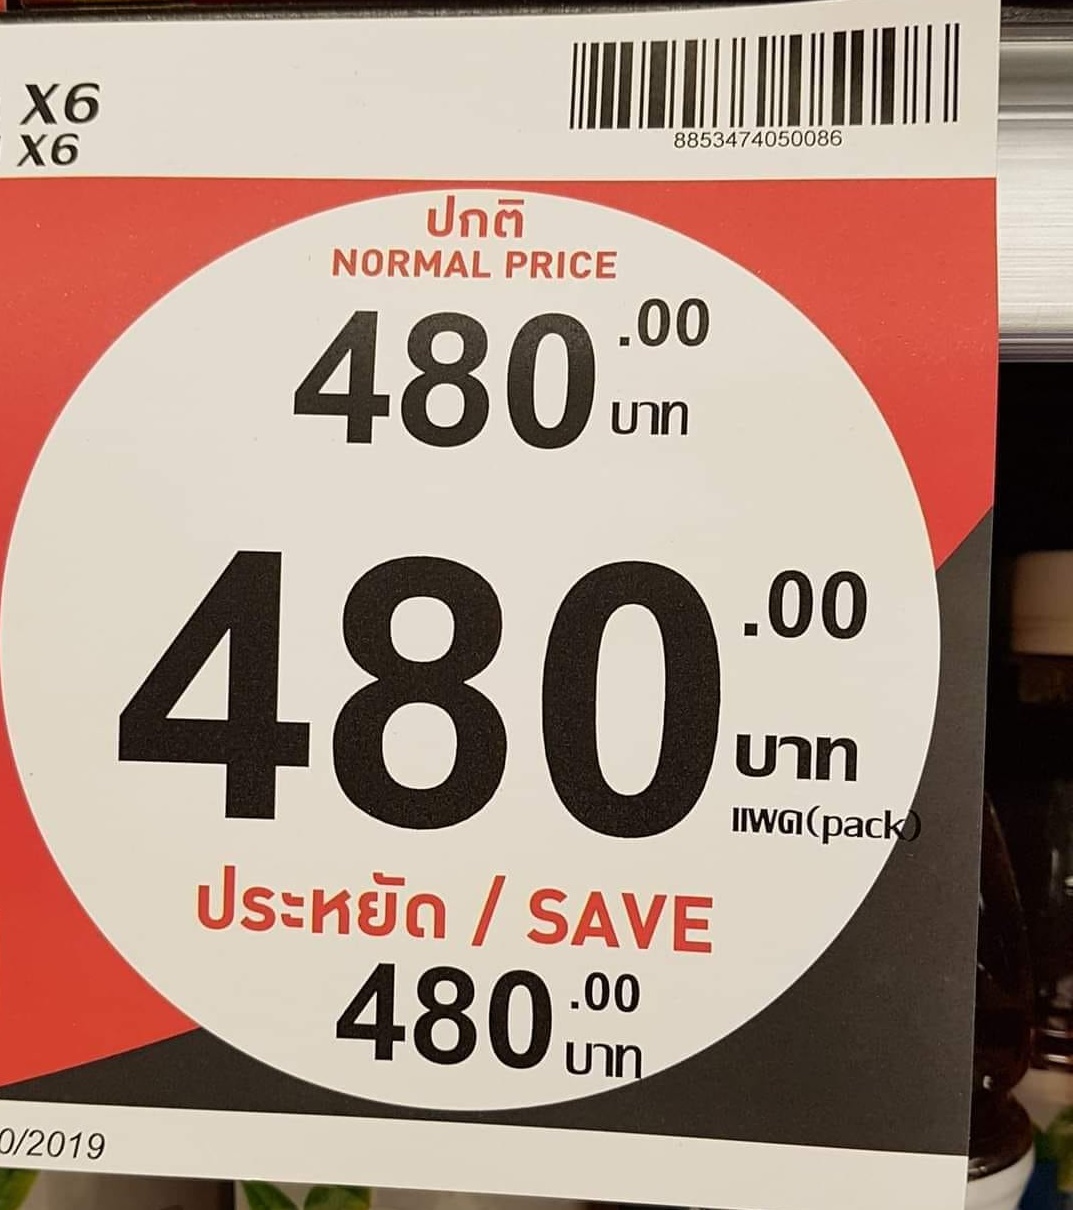 X6
X6
8853474050086
ปกติ
NORMAL PRICE
480.00
บาท
480.00
บาท
แพค(pack)
ประหยัด / SAVE
480.00
บาท
0/2019